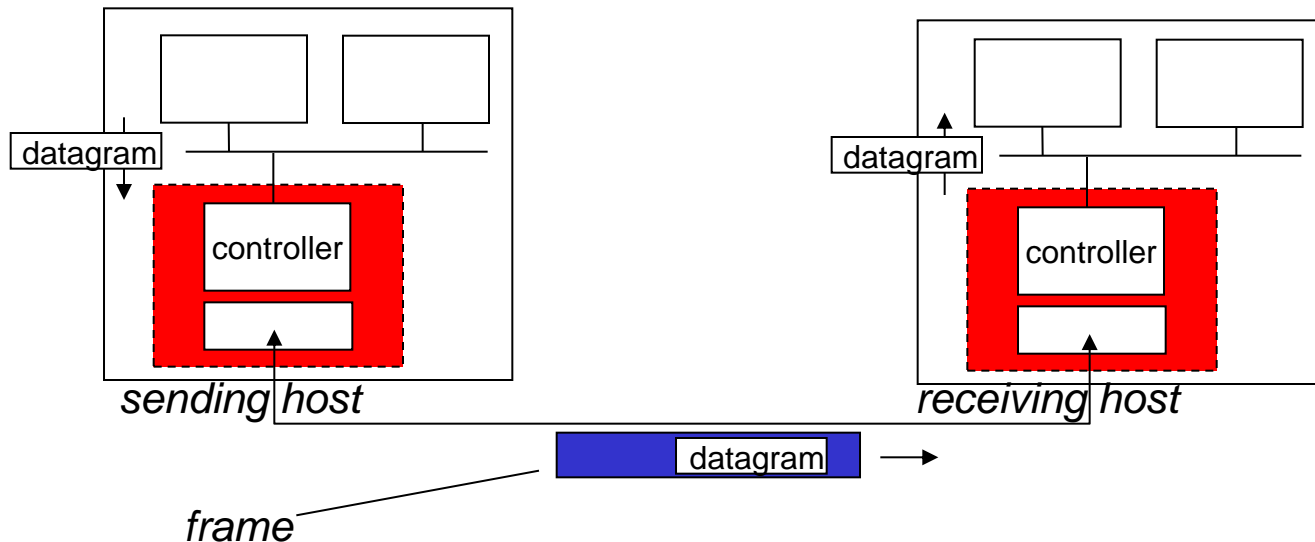 datagram
controller
sending host
datagram
controller
receiving host
datagram
frame